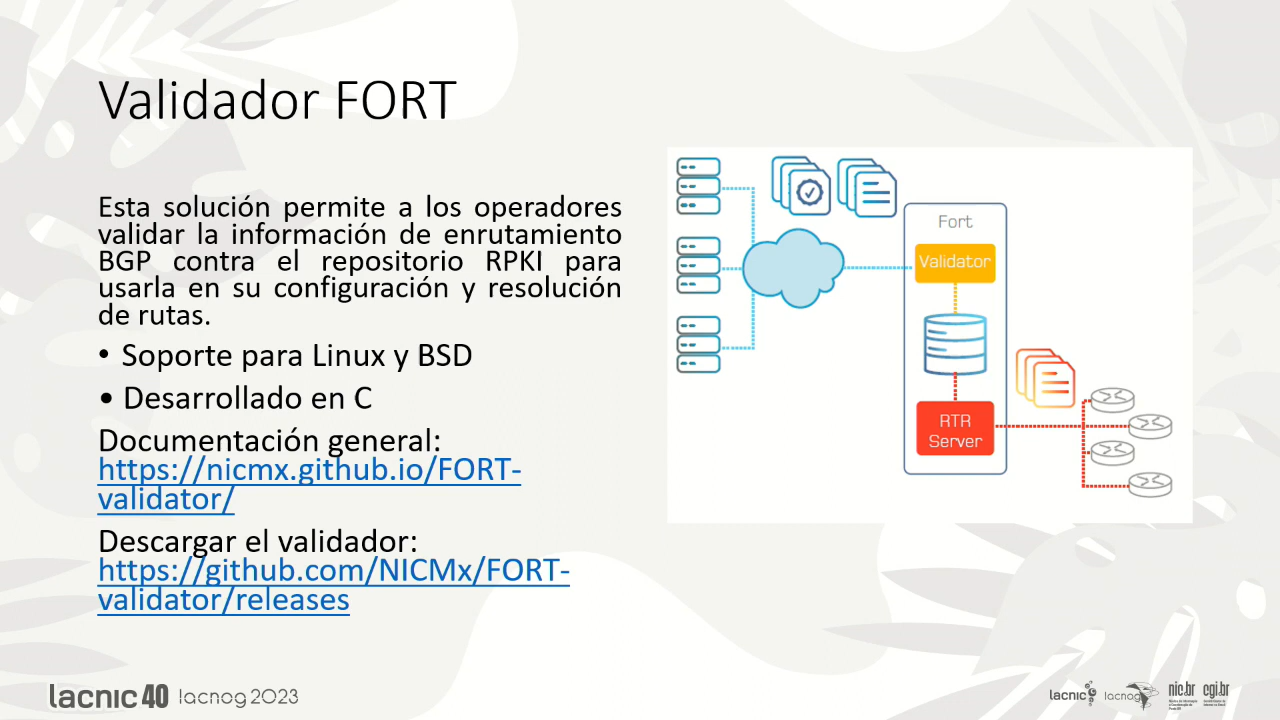 Validador FORT
Esta solución permite a los operadores
validar la información de enrutamiento
BGP contra el repositorio RPKI para
usarla en su configuración y resolución
de rutas.
• Soporte para Linux y BSD
• Desarrollado en C
Documentación general:
https://nicmx.github.io/FORT-
validator/
Descargar el validador:
https://github.com/NICMx/FORT-
validator/releases
Fort
Validator
RTR
Server
lacnic 40 lacnog 2023
lacnic lacnog nic.br cgi.br